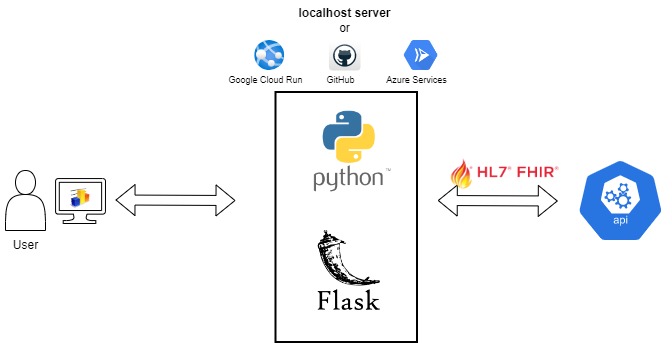 localhost server
or
Google Cloud Run
GitHub
Azure Services
python™
HL7® FHIR®
api
User
Flask